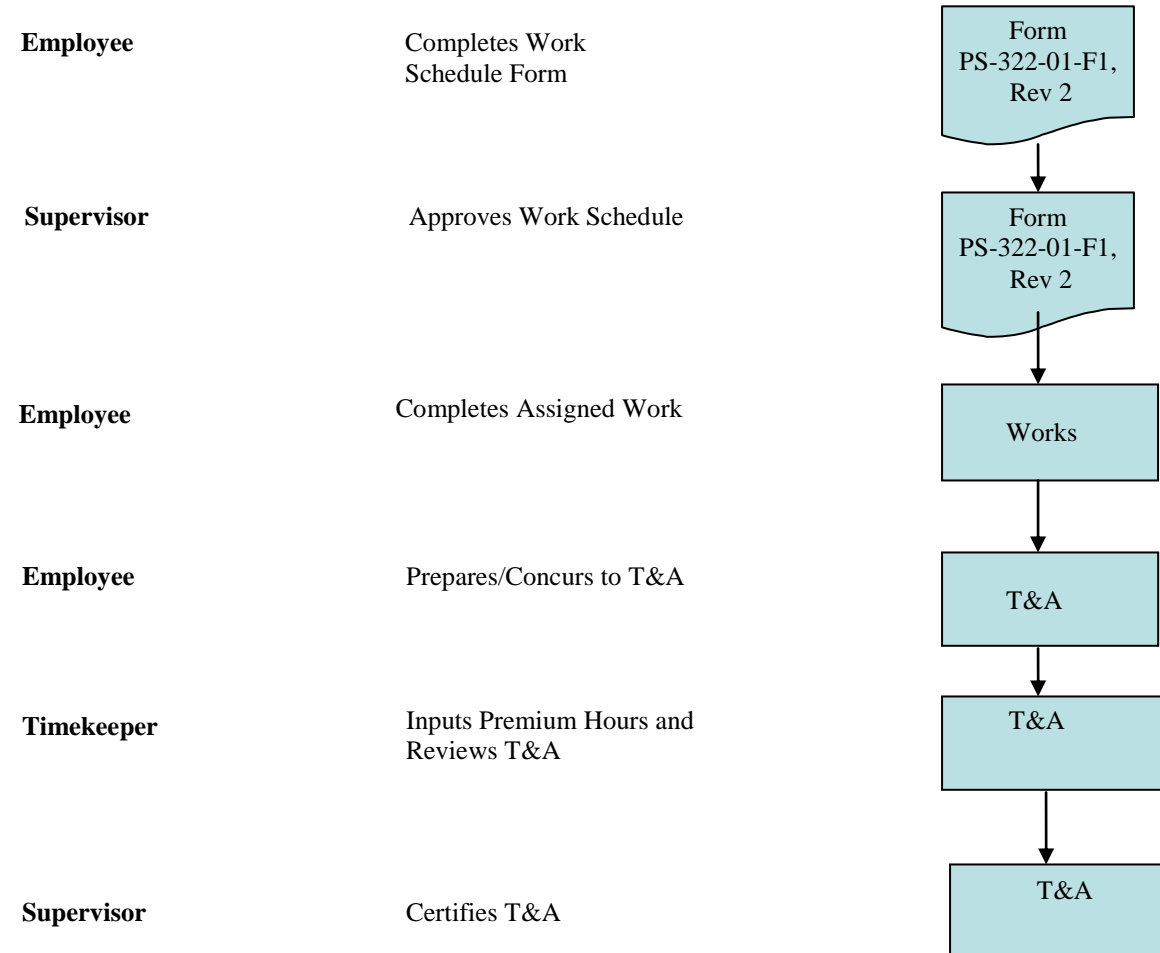 Employee
Completes Work
Schedule Form
Form
PS-322-01-F1,
Rev 2
Supervisor
Approves Work Schedule
Form
PS-322-01-F1,
Rev 2
Employee
Completes Assigned Work
Works
Employee
Prepares/Concurs to T&A
T&A
Timekeeper
Inputs Premium Hours and
Reviews T&A
T&A
Supervisor
Certifies T&A
T&A